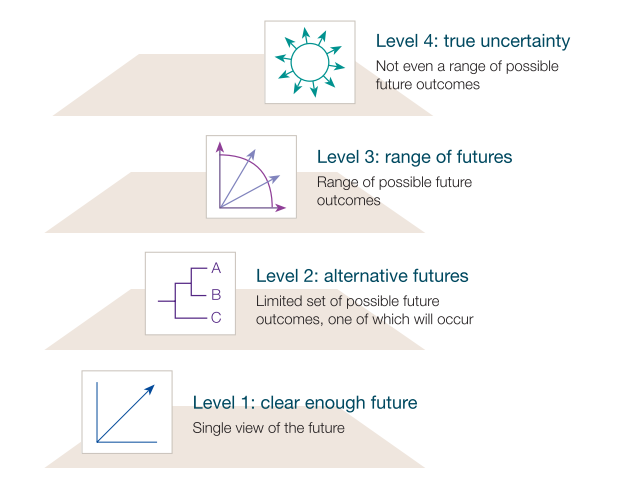 Level 4: true uncertainty
Not even a range of possible
future outcomes
Level 3: range of futures
Range of possible future
outcomes
Level 2: alternative futures
Limited set of possible future
outcomes, one of which will occur
A
B
C
Level 1: clear enough future
Single view of the future